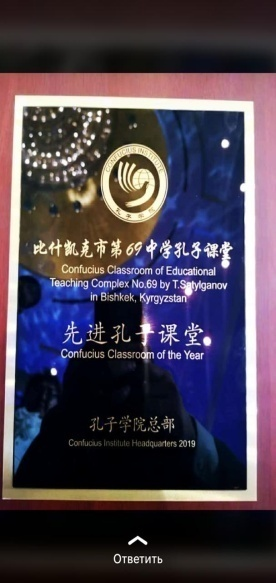 CONFUCIUS INSTITUTE
比什凯克市第69中学孔子课堂
Confucius Classroom of Educational
Teaching Complex No.69 by T.Satylganov
in Bishkek, Kyrgyzstan
先进孔子课堂
Confucius Classroom of the Year
孔子学院总部
Confucius Institute Headquarters 2019
Ответить